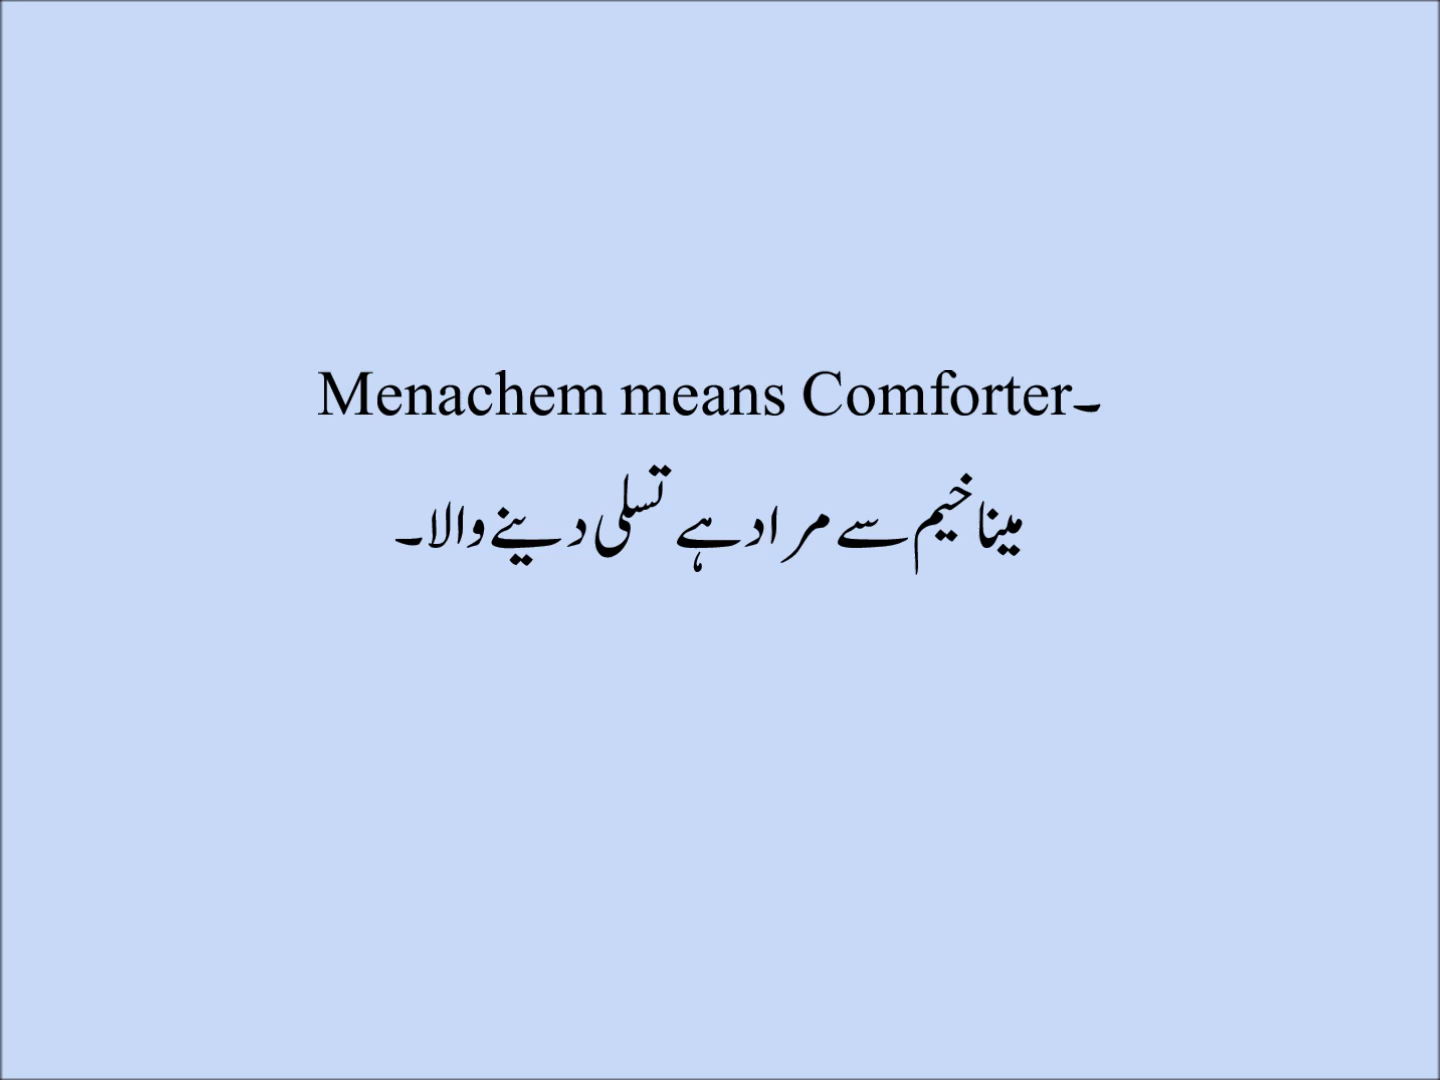 Menachem means Comforter۔
میناخیم سے مراد ہے تسلی دینے والا۔